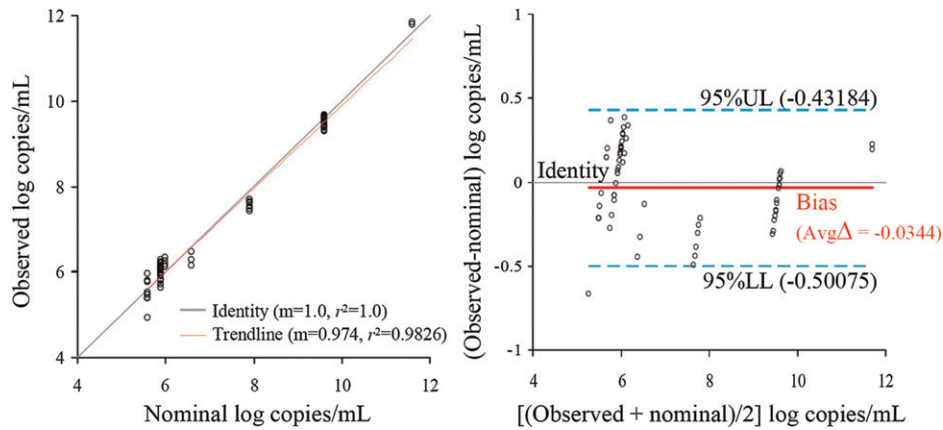 12
10
8
6
4
Observed log copies/mL
Identity (m=1.0, r²=1.0)
Trendline (m=0.974, r²=0.9826)
4 6 8 10 12
Nominal log copies/mL
1
0.5
0
-0.5
-1
(Observed-nominal) log copies/mL
95%UL (-0.43184)
Identity
Bias
(AvgΔ = -0.0344)
95%LL (-0.50075)
4 6 8 10 12
[(Observed + nominal)/2] log copies/mL